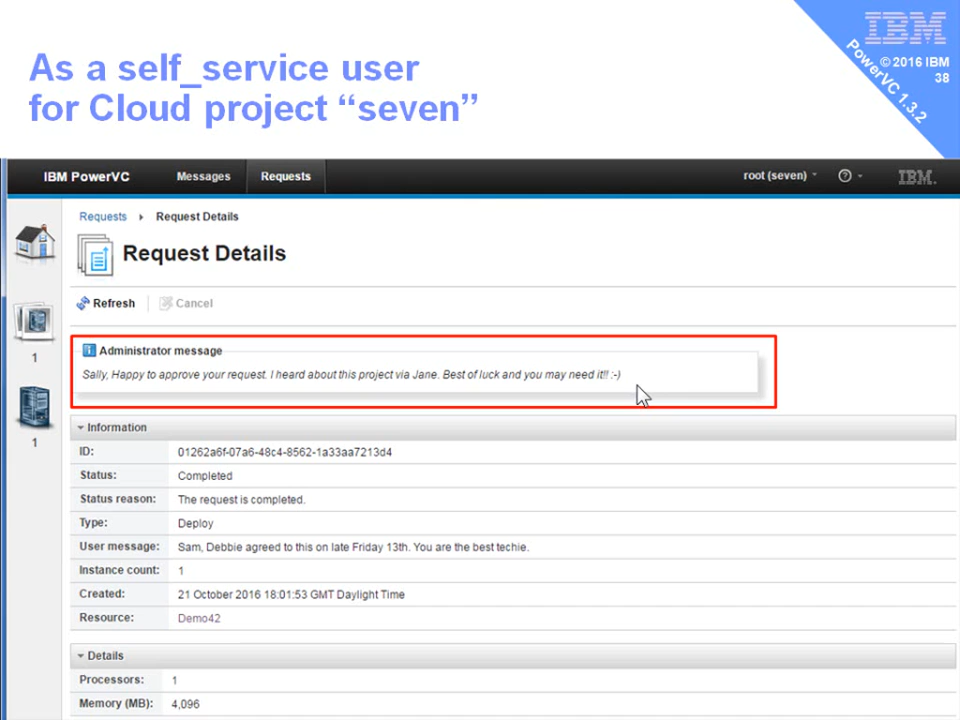 As a self_service user
for Cloud project “seven”
IBM
© 2016 IBM
38
PowerVC 1.3.2
IBM PowerVC Messages Requests root (seven) ? IBM.
Requests Request Details
Request Details
Refresh Cancel
Administrator message
Sally, Happy to approve your request. I heard about this project via Jane. Best of luck and you may need it!! :-)
1
Information
ID: 01262a6f-07a6-48c4-8562-1a33aa7213d4
1
Status: Completed
Status reason: The request is completed.
Type: Deploy
User message: Sam, Debbie agreed to this on late Friday 13th. You are the best techie.
Instance count: 1
Created: 21 October 2016 18:01:53 GMT Daylight Time
Resource: Demo42
Details
Processors: 1
Memory (MB): 4,096